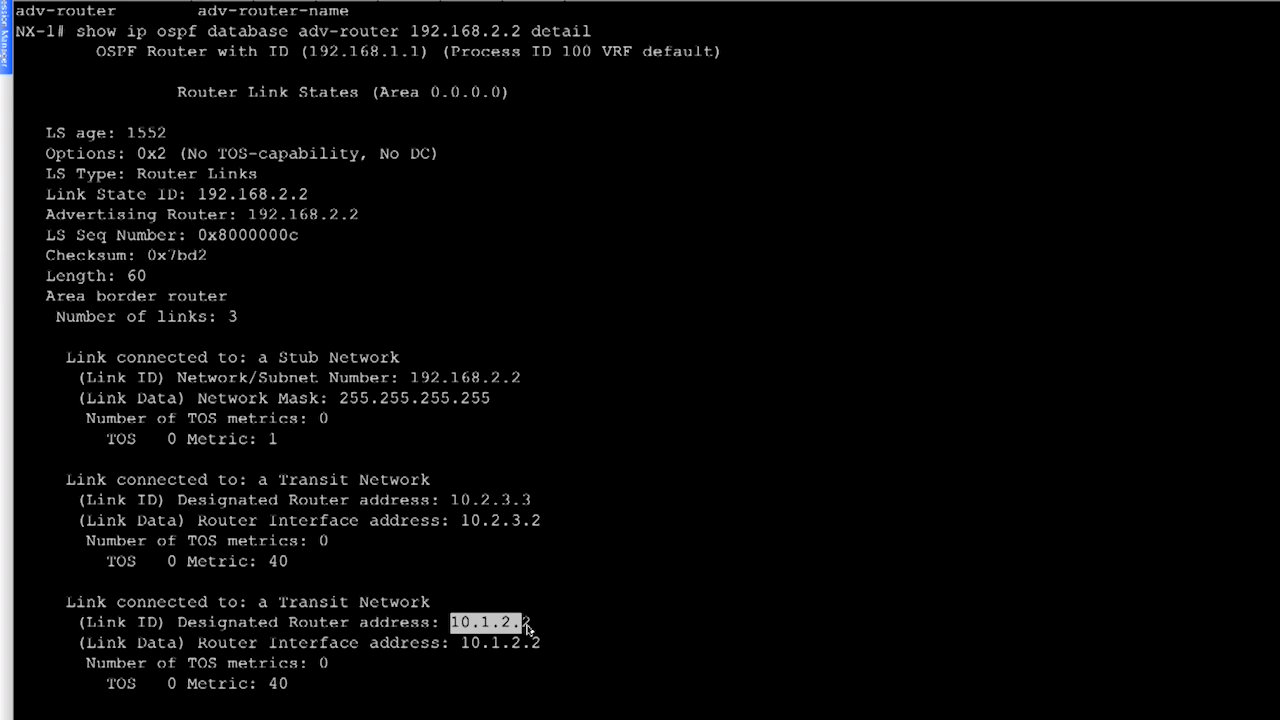 adv-router adv-router-name
NX-1# show ip ospf database adv-router 192.168.2.2 detail
OSPF Router with ID (192.168.1.1) (Process ID 100 VRF default)
Router Link States (Area 0.0.0.0)
LS age: 1552
Options: 0x2 (No TOS-capability, No DC)
LS Type: Router Links
Link State ID: 192.168.2.2
Advertising Router: 192.168.2.2
LS Seq Number: 0x8000000c
Checksum: 0x7bd2
Length: 60
Area border router
Number of links: 3
Link connected to: a Stub Network
(Link ID) Network/Subnet Number: 192.168.2.2
(Link Data) Network Mask: 255.255.255.255
Number of TOS metrics: 0
TOS 0 Metric: 1
Link connected to: a Transit Network
(Link ID) Designated Router address: 10.2.3.3
(Link Data) Router Interface address: 10.2.3.2
Number of TOS metrics: 0
TOS 0 Metric: 40
Link connected to: a Transit Network
(Link ID) Designated Router address: 10.1.2.2
(Link Data) Router Interface address: 10.1.2.2
Number of TOS metrics: 0
TOS 0 Metric: 40